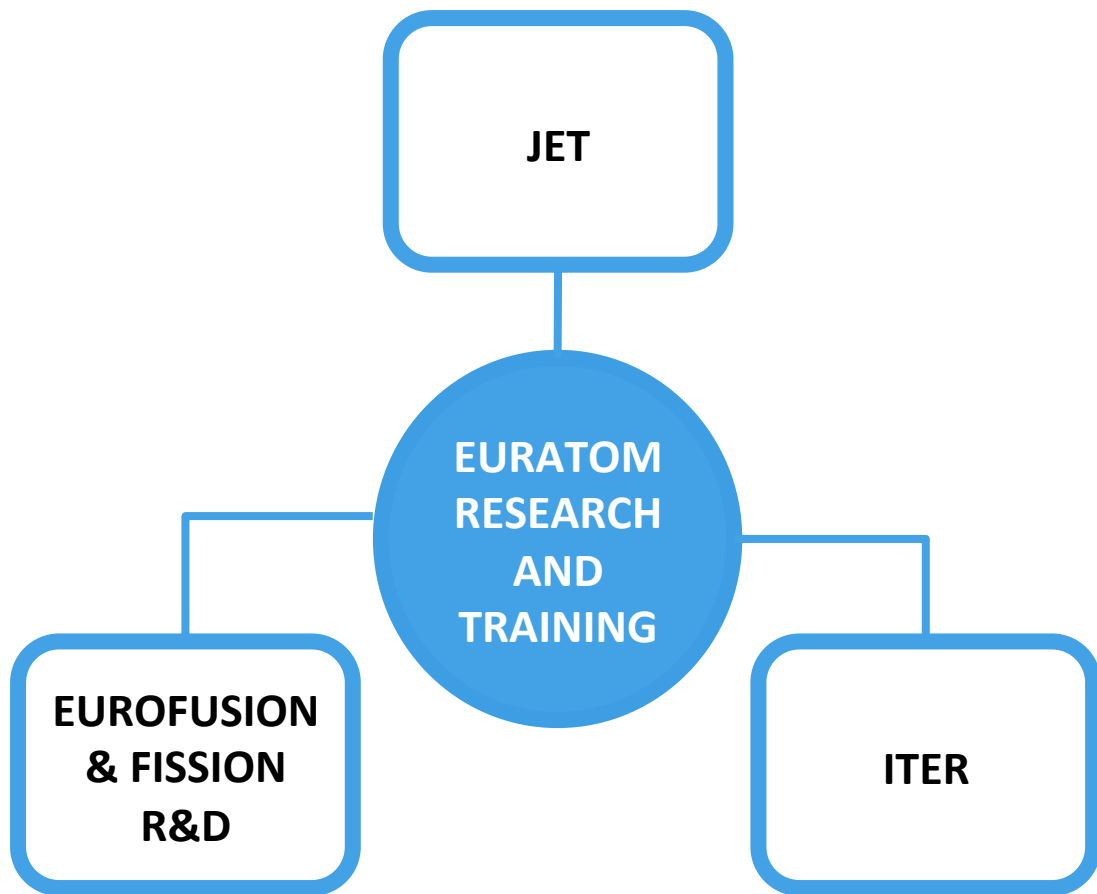 JET
EURATOM
RESEARCH
AND
TRAINING
EUROFUSION
& FISSION
R&D
ITER